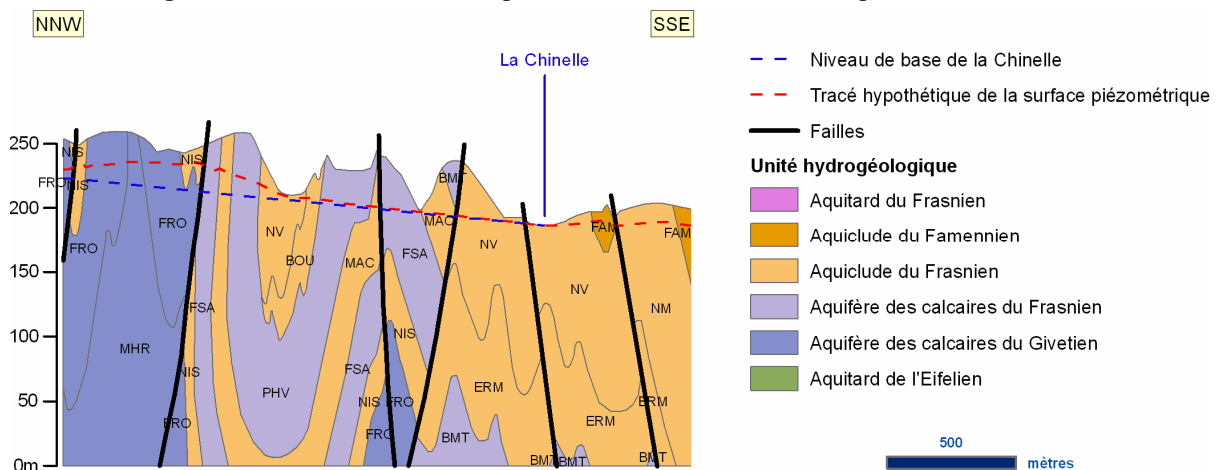 NNW
SSE
La Chinelle
Niveau de base de la Chinelle
Tracé hypothétique de la surface piézométrique
Failles
Unité hydrogéologique
Aquitard du Frasnien
Aquiclude du Famennien
Aquiclude du Frasnien
Aquifère des calcaires du Frasnien
Aquifère des calcaires du Givetien
Aquitard de l'Eifelien
500
mètres
250
200
150
100
50
0m
NIS
NIS
FRO
NIS
BMT
FRO
MAC
FAM
FAM
NV
NV
FRO
BOU
MAC
FSA
NV
FSA
NM
MHR
NIS
NIS
FSA
PHV
ERM
NIS
FRO
ERM
ERM
FRO
FRO
BMT
BMT
BMT
BMT